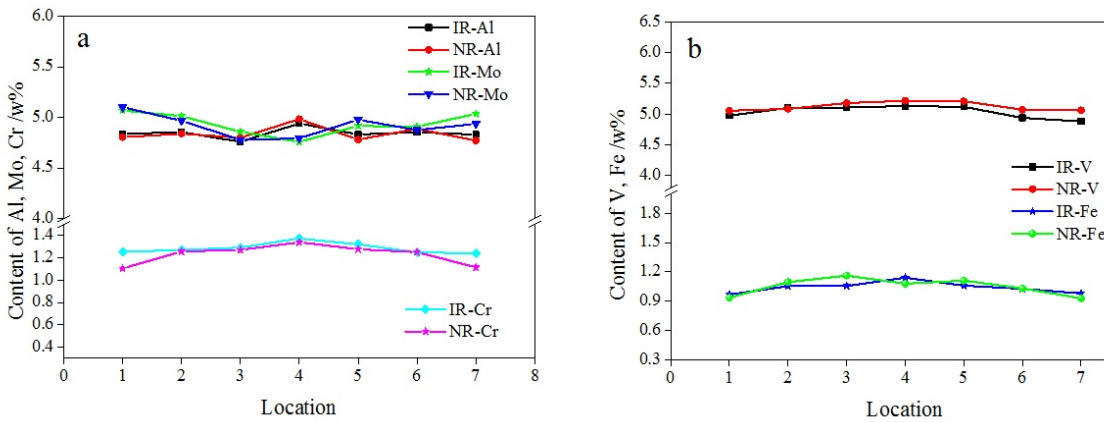 a
IR-Al
NR-Al
IR-Mo
NR-Mo
IR-Cr
NR-Cr
Content of Al, Mo, Cr /w%
6.0
5.5
5.0
4.5
4.0
1.4
1.2
1.0
0.8
0.6
0.4
0 1 2 3 4 5 6 7 8
Location
b
IR-V
NR-V
IR-Fe
NR-Fe
Content of V, Fe /w%
6.5
6.0
5.5
5.0
4.5
4.0
1.8
1.5
1.2
0.9
0.6
0.3
0 1 2 3 4 5 6 7
Location